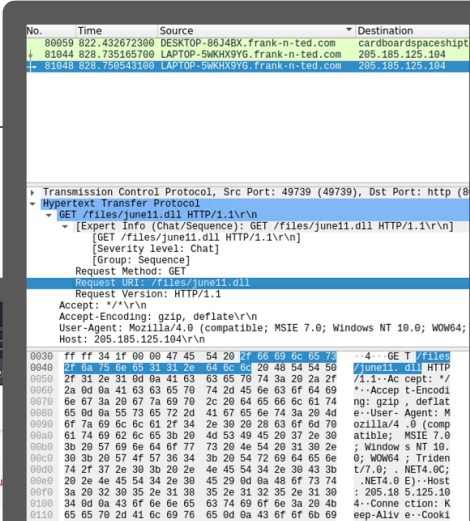 No. Time Source Destination
80059 822.432672300 DESKTOP-86J4BX.frank-n-ted.com cardboardspaceshipt
81044 828.735165700 LAPTOP-5WKHX9YG.frank-n-ted.com 205.185.125.104
81048 828.750543100 LAPTOP-5WKHX9YG.frank-n-ted.com 205.185.125.104
Transmission Control Protocol, Src Port: 49739 (49739), Dst Port: http (8
Hypertext Transfer Protocol
GET /files/june11.dll HTTP/1.1\r\n
[Expert Info (Chat/Sequence): GET /files/june11.dll HTTP/1.1\r\n]
[GET /files/june11.dll HTTP/1.1\r\n]
[Severity level: Chat]
[Group: Sequence]
Request Method: GET
Request URI: /files/june11.dll
Request Version: HTTP/1.1
Accept: */*\r\n
Accept-Encoding: gzip, deflate\r\n
User-Agent: Mozilla/4.0 (compatible; MSIE 7.0; Windows NT 10.0; WOW64;
Host: 205.185.125.104\r\n
0030 ff ff 34 1f 00 00 47 45 54 20 2f 66 69 6c 65 73 ··4···GE T /files
0040 2f 6a 75 6e 65 31 31 2e 64 6c 6c 20 48 54 54 50 /june11. dll HTTP
0050 2f 31 2e 31 0d 0a 41 63 63 65 70 74 3a 20 2a 2f /1.1··Ac cept: */
0060 2a 0d 0a 41 63 63 65 70 74 2d 45 6e 63 6f 64 69 *··Accep t-Encodi
0070 6e 67 3a 20 67 7a 69 70 2c 20 64 65 66 6c 61 74 ng: gzip , deflat
0080 65 0d 0a 55 73 65 72 2d 41 67 65 6e 74 3a 20 4d e··User- Agent: M
0090 6f 7a 69 6c 6c 61 2f 34 2e 30 20 28 63 6f 6d 70 ozilla/4 .0 (comp
00a0 61 74 69 62 6c 65 3b 20 4d 53 49 45 20 37 2e 30 atible; MSIE 7.0
00b0 3b 20 57 69 6e 64 6f 77 73 20 4e 54 20 31 30 2e ; Window s NT 10.
00c0 30 3b 20 57 4f 57 36 34 3b 20 54 72 69 64 65 6e 0; WOW64 ; Triden
00d0 74 2f 37 2e 30 3b 20 2e 4e 45 54 34 2e 30 43 3b t/7.0; . NET4.0C;
00e0 20 2e 4e 45 54 34 2e 30 45 29 0d 0a 48 6f 73 74 .NET4.0 E)··Host
00f0 3a 20 32 30 35 2e 31 38 35 2e 31 32 35 2e 31 30 : 205.18 5.125.10
0100 34 0d 0a 43 6f 6e 6e 65 63 74 69 6f 6e 3a 20 4b 4··Conne ction: K
0110 65 65 70 2d 41 6c 69 76 65 0d 0a 43 6f 6f 6b 69 eep-Aliv e··Cooki